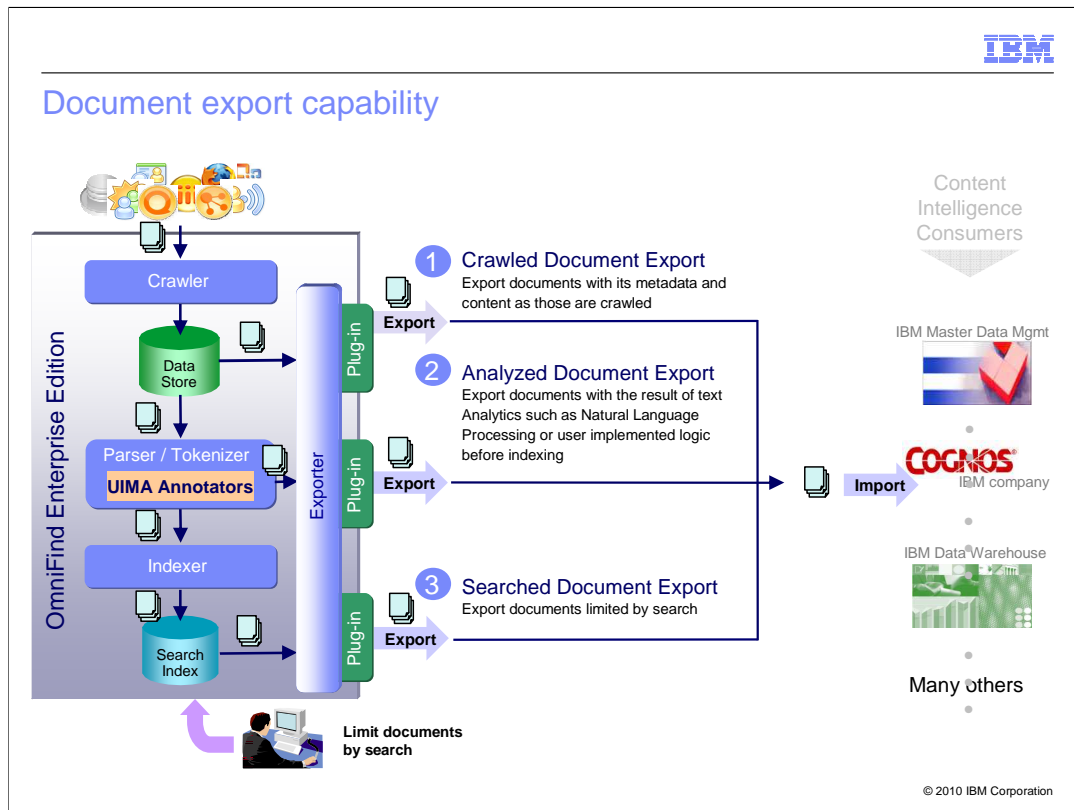 IBM
Document export capability
Content
Intelligence
Consumers
OmniFind Enterprise Edition
Crawler
Data
Store
Parser / Tokenizer
UIMA Annotators
Indexer
Search
Index
Exporter
Plug-in
Plug-in
Plug-in
Export
Export
Export
1
Crawled Document Export
Export documents with its metadata and
content as those are crawled
2
Analyzed Document Export
Export documents with the result of text
Analytics such as Natural Language
Processing or user implemented logic
before indexing
3
Searched Document Export
Export documents limited by search
Limit documents
by search
Import
IBM Master Data Mgmt
COGNOS®
IBM company
IBM Data Warehouse
Many others
© 2010 IBM Corporation